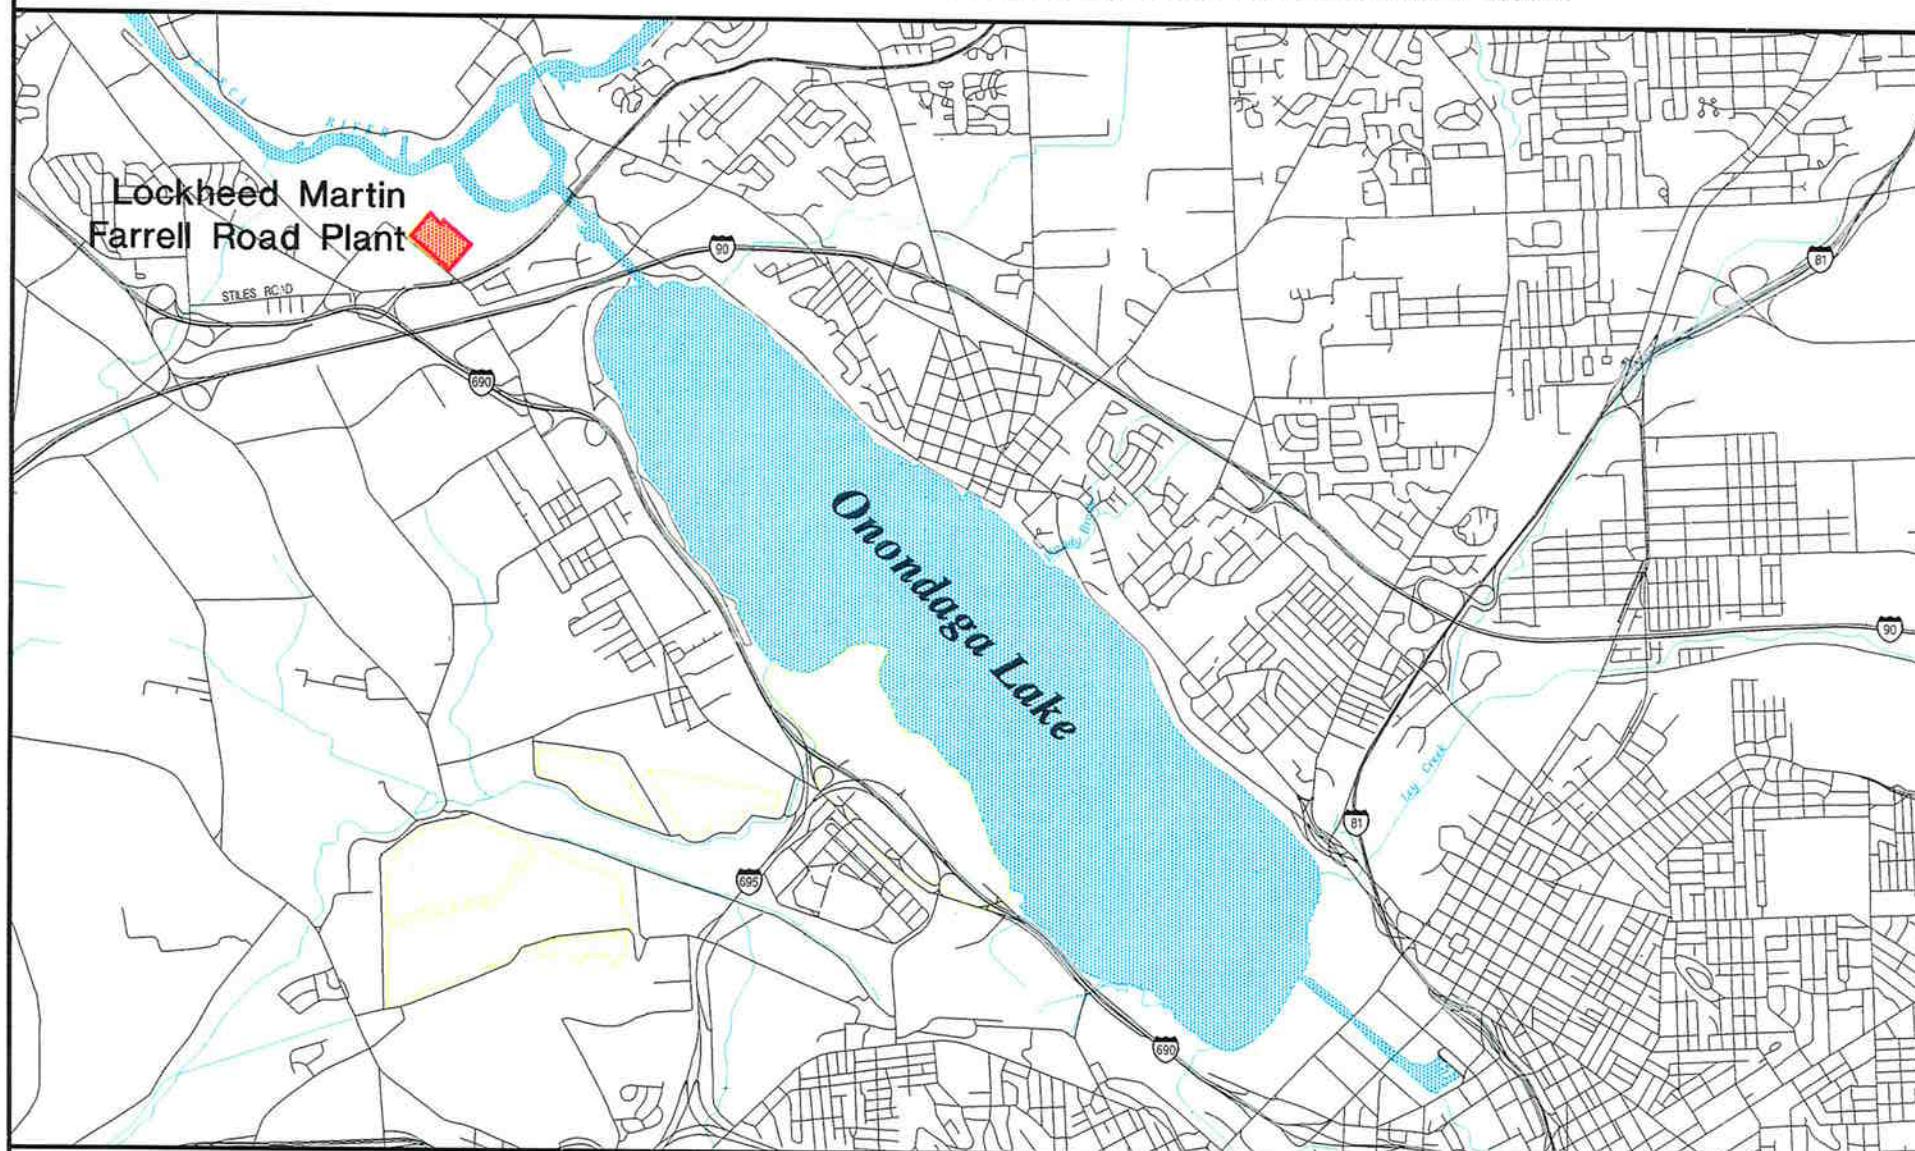 RIVER
Lockheed Martin
Farrell Road Plant
STILES ROAD
90
81
690
Onondaga Lake
90
Ley Creek
81
695
690